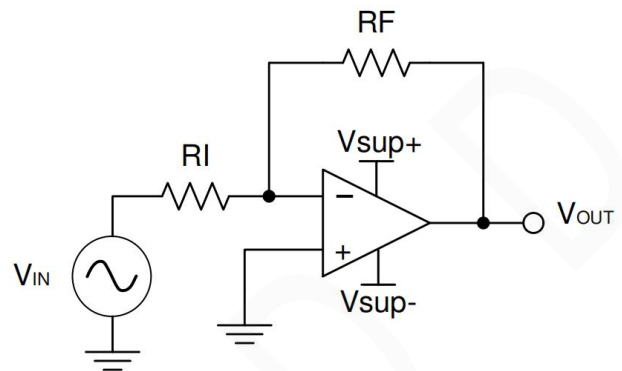 RF
Vsup+
RI
−
VOUT
+
VIN
Vsup-